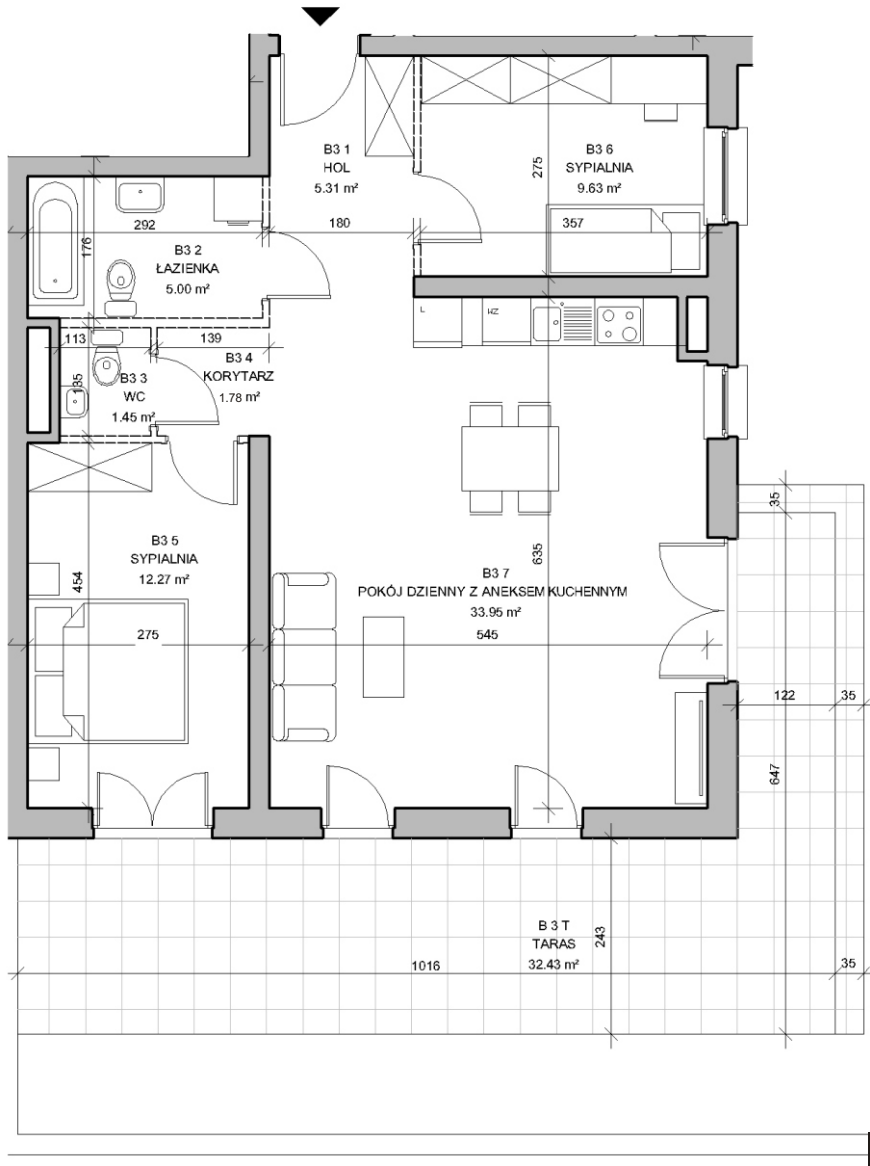 B3 1
HOL
5.31 m²
B3 6
SYPIALNIA
9.63 m²
275
292
180
357
176
B3 2
ŁAZIENKA
5.00 m²
L
WZ
113
139
B3 4
KORYTARZ
1.78 m²
135
B3 3
WC
1.45 m²
35
B3 5
SYPIALNIA
12.27 m²
454
635
B3 7
POKÓJ DZIENNY Z ANEKSEM KUCHENNYM
33.95 m²
275
545
122
35
647
B 3 T
TARAS
32.43 m²
243
1016
35